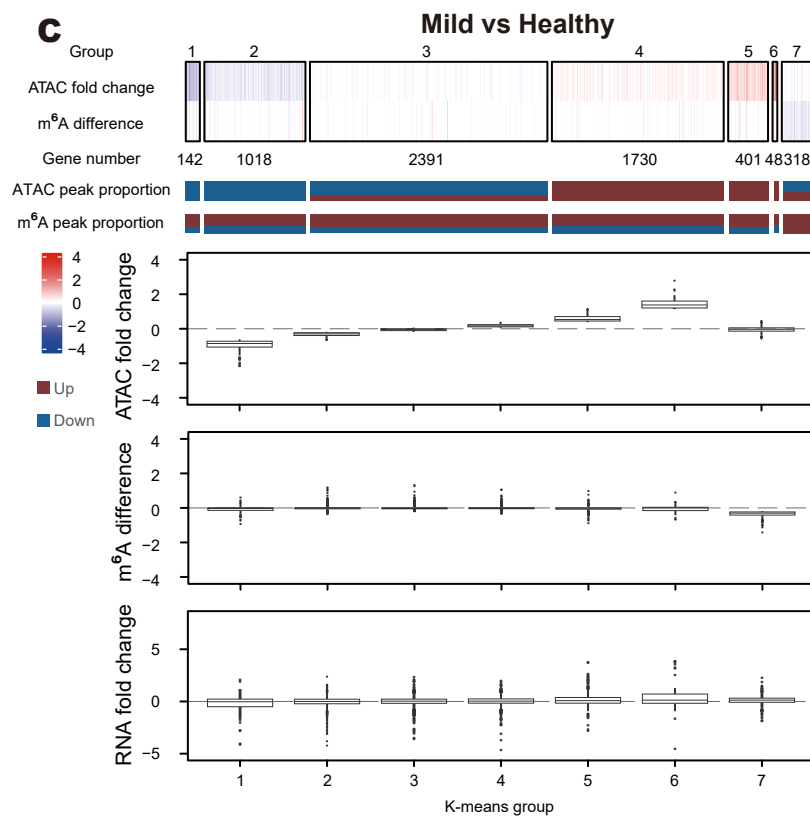 c
Mild vs Healthy
Group 1 2 3 4 5 6 7
ATAC fold change
m⁶A difference
Gene number 142 1018 2391 1730 401 48 318
ATAC peak proportion
m⁶A peak proportion
4
2
0
−2
−4
Up
Down
ATAC fold change
4
2
0
−2
−4
m⁶A difference
4
2
0
−2
−4
RNA fold change
5
0
−5
1 2 3 4 5 6 7
K-means group